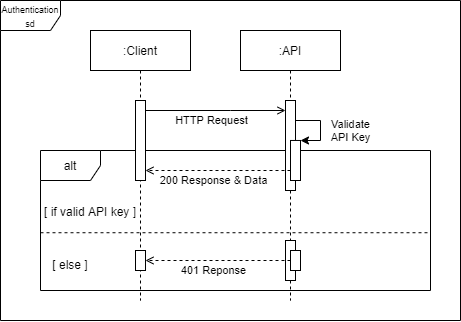 Authentication
sd
:Client
:API
HTTP Request
Validate
API Key
alt
200 Response & Data
[ if valid API key ]
[ else ]
401 Reponse